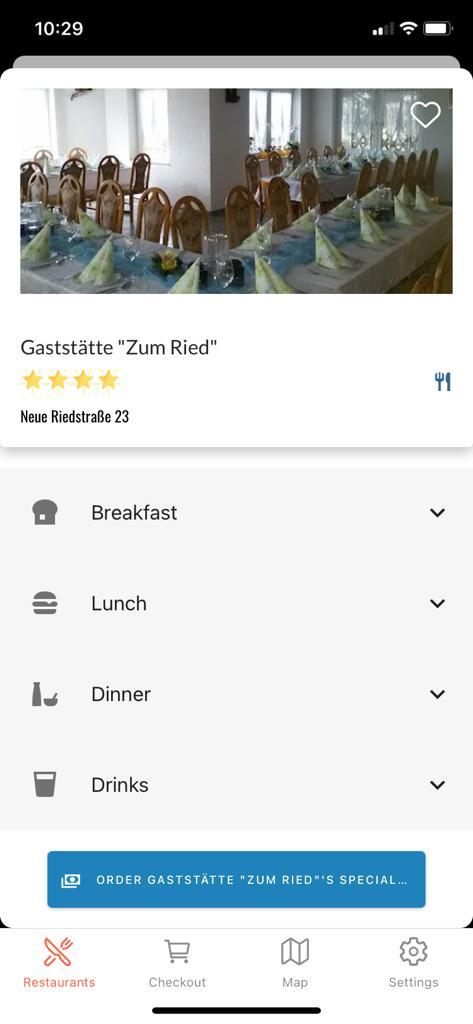 10:29
Gaststätte "Zum Ried"
Neue Riedstraße 23
Breakfast
Lunch
Dinner
Drinks
ORDER GASTSTÄTTE "ZUM RIED"'S SPECIAL…
Restaurants Checkout Map Settings